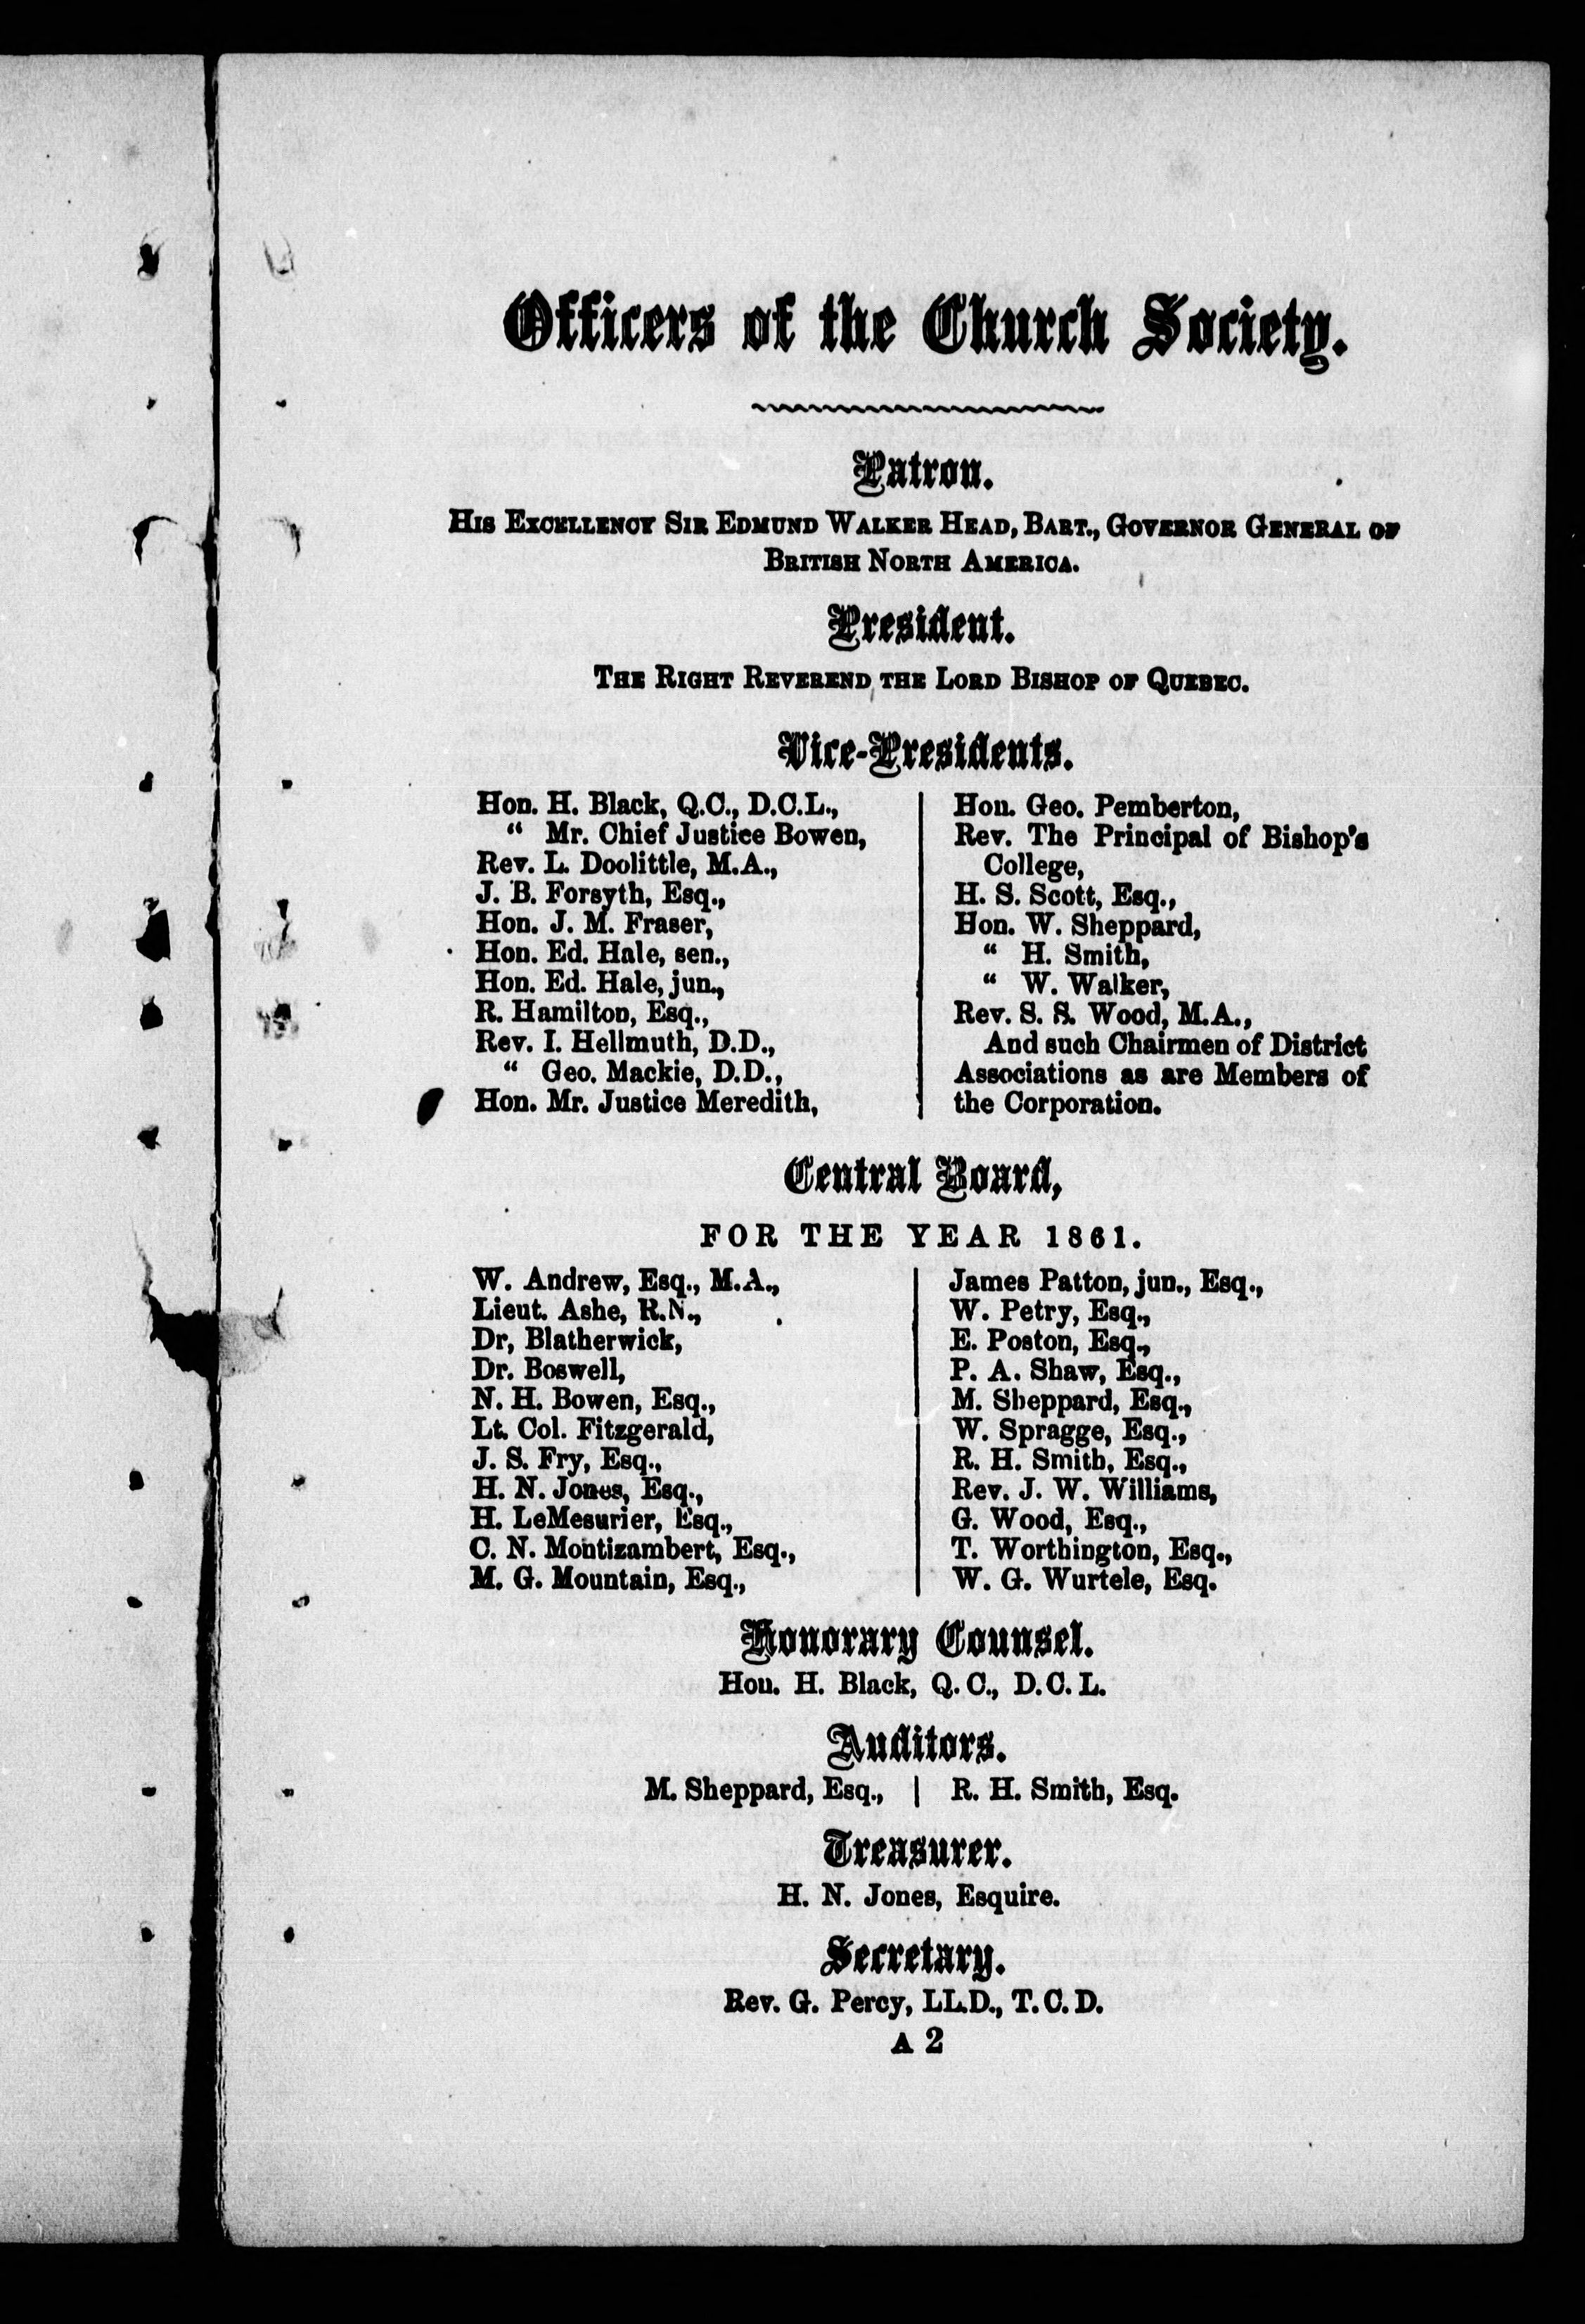 Officers of the Church Society.
Patron.
His Excellency Sir Edmund Walker Head, Bart., Governor General of
British North America.
President.
The Right Reverend the Lord Bishop of Quebec.
Vice-Presidents.
Hon. H. Black, Q.C., D.C.L.,
“ Mr. Chief Justice Bowen,
Rev. L. Doolittle, M.A.,
J. B. Forsyth, Esq.,
Hon. J. M. Fraser,
Hon. Ed. Hale, sen.,
Hon. Ed. Hale, jun.,
R. Hamilton, Esq.,
Rev. I. Hellmuth, D.D.,
“ Geo. Mackie, D.D.,
Hon. Mr. Justice Meredith,
Hon. Geo. Pemberton,
Rev. The Principal of Bishop's
College,
H. S. Scott, Esq.,
Hon. W. Sheppard,
“ H. Smith,
“ W. Walker,
Rev. S. S. Wood, M.A.,
And such Chairmen of District
Associations as are Members of
the Corporation.
Central Board,
FOR THE YEAR 1861.
W. Andrew, Esq., M.A.,
Lieut. Ashe, R.N.,
Dr, Blatherwick,
Dr. Boswell,
N. H. Bowen, Esq.,
Lt. Col. Fitzgerald,
J. S. Fry, Esq.,
H. N. Jones, Esq.,
H. LeMesurier, Esq.,
C. N. Montizambert, Esq.,
M. G. Mountain, Esq.,
James Patton, jun., Esq.,
W. Petry, Esq.,
E. Poston, Esq.,
P. A. Shaw, Esq.,
M. Sheppard, Esq.,
W. Spragge, Esq.,
R. H. Smith, Esq.,
Rev. J. W. Williams,
G. Wood, Esq.,
T. Worthington, Esq.,
W. G. Wurtele, Esq.
Honorary Counsel.
Hon. H. Black, Q. C., D. C. L.
Auditors.
M. Sheppard, Esq., | R. H. Smith, Esq.
Treasurer.
H. N. Jones, Esquire.
Secretary.
Rev. G. Percy, LL.D., T. C. D.
A 2